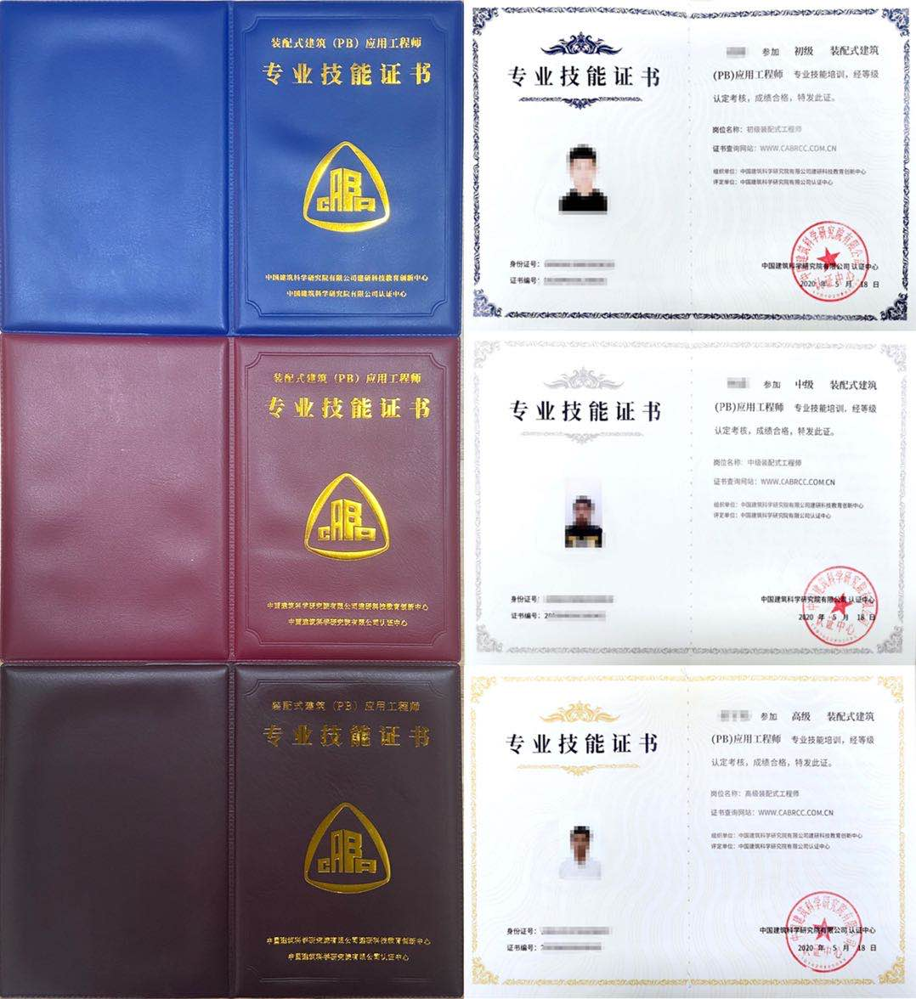 装配式建筑（PB）应用工程师
专业技能证书
CABR
中国建筑科学研究院有限公司建研科技教育创新中心
中国建筑科学研究院有限公司认证中心
专业技能证书
身份证号：
证书编号：
参加 初级 装配式建筑
(PB)应用工程师 专业技能培训，经等级
认定考核，成绩合格，特发此证。
岗位名称：初级装配式工程师
证书查询网站：WWW.CABRCC.COM.CN
组织单位：中国建筑科学研究院有限公司建研科技教育创新中心
评定单位：中国建筑科学研究院有限公司认证中心
中国建筑科学研究院有限公司 认证中心
2020 年 5 月 18 日
装配式建筑（PB）应用工程师
专业技能证书
CABR
中国建筑科学研究院有限公司建研科技教育创新中心
中国建筑科学研究院有限公司认证中心
专业技能证书
身份证号：
证书编号：
参加 中级 装配式建筑
(PB)应用工程师 专业技能培训，经等级
认定考核，成绩合格，特发此证。
岗位名称：中级装配式工程师
证书查询网站：WWW.CABRCC.COM.CN
组织单位：中国建筑科学研究院有限公司建研科技教育创新中心
评定单位：中国建筑科学研究院有限公司认证中心
中国建筑科学研究院有限公司 认证中心
2020 年 5 月 18 日
装配式建筑（PB）应用工程师
专业技能证书
CABR
中国建筑科学研究院有限公司建研科技教育创新中心
中国建筑科学研究院有限公司认证中心
专业技能证书
身份证号：
证书编号：
参加 高级 装配式建筑
(PB)应用工程师 专业技能培训，经等级
认定考核，成绩合格，特发此证。
岗位名称：高级装配式工程师
证书查询网站：WWW.CABRCC.COM.CN
组织单位：中国建筑科学研究院有限公司建研科技教育创新中心
评定单位：中国建筑科学研究院有限公司认证中心
中国建筑科学研究院有限公司 认证中心
2020 年 5 月 18 日